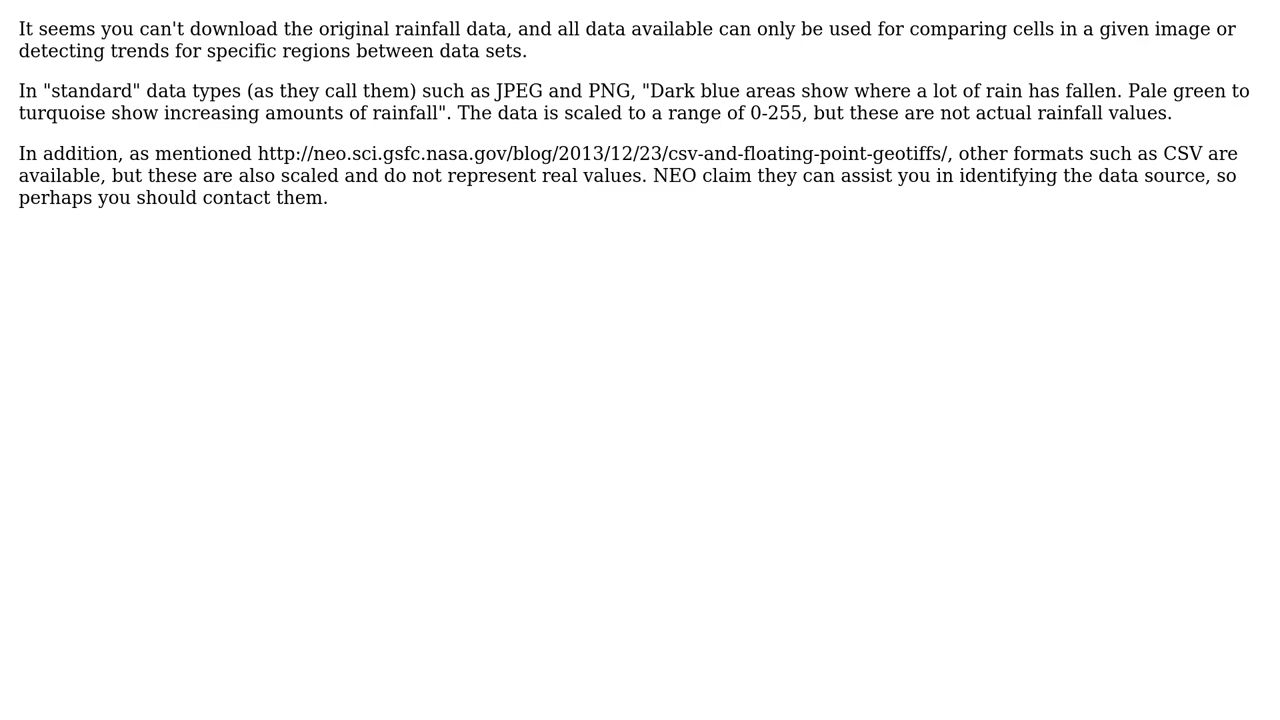 It seems you can't download the original rainfall data, and all data available can only be used for comparing cells in a given image or
detecting trends for specific regions between data sets.
In "standard" data types (as they call them) such as JPEG and PNG, "Dark blue areas show where a lot of rain has fallen. Pale green to
turquoise show increasing amounts of rainfall". The data is scaled to a range of 0-255, but these are not actual rainfall values.
In addition, as mentioned http://neo.sci.gsfc.nasa.gov/blog/2013/12/23/csv-and-floating-point-geotiffs/, other formats such as CSV are
available, but these are also scaled and do not represent real values. NEO claim they can assist you in identifying the data source, so
perhaps you should contact them.